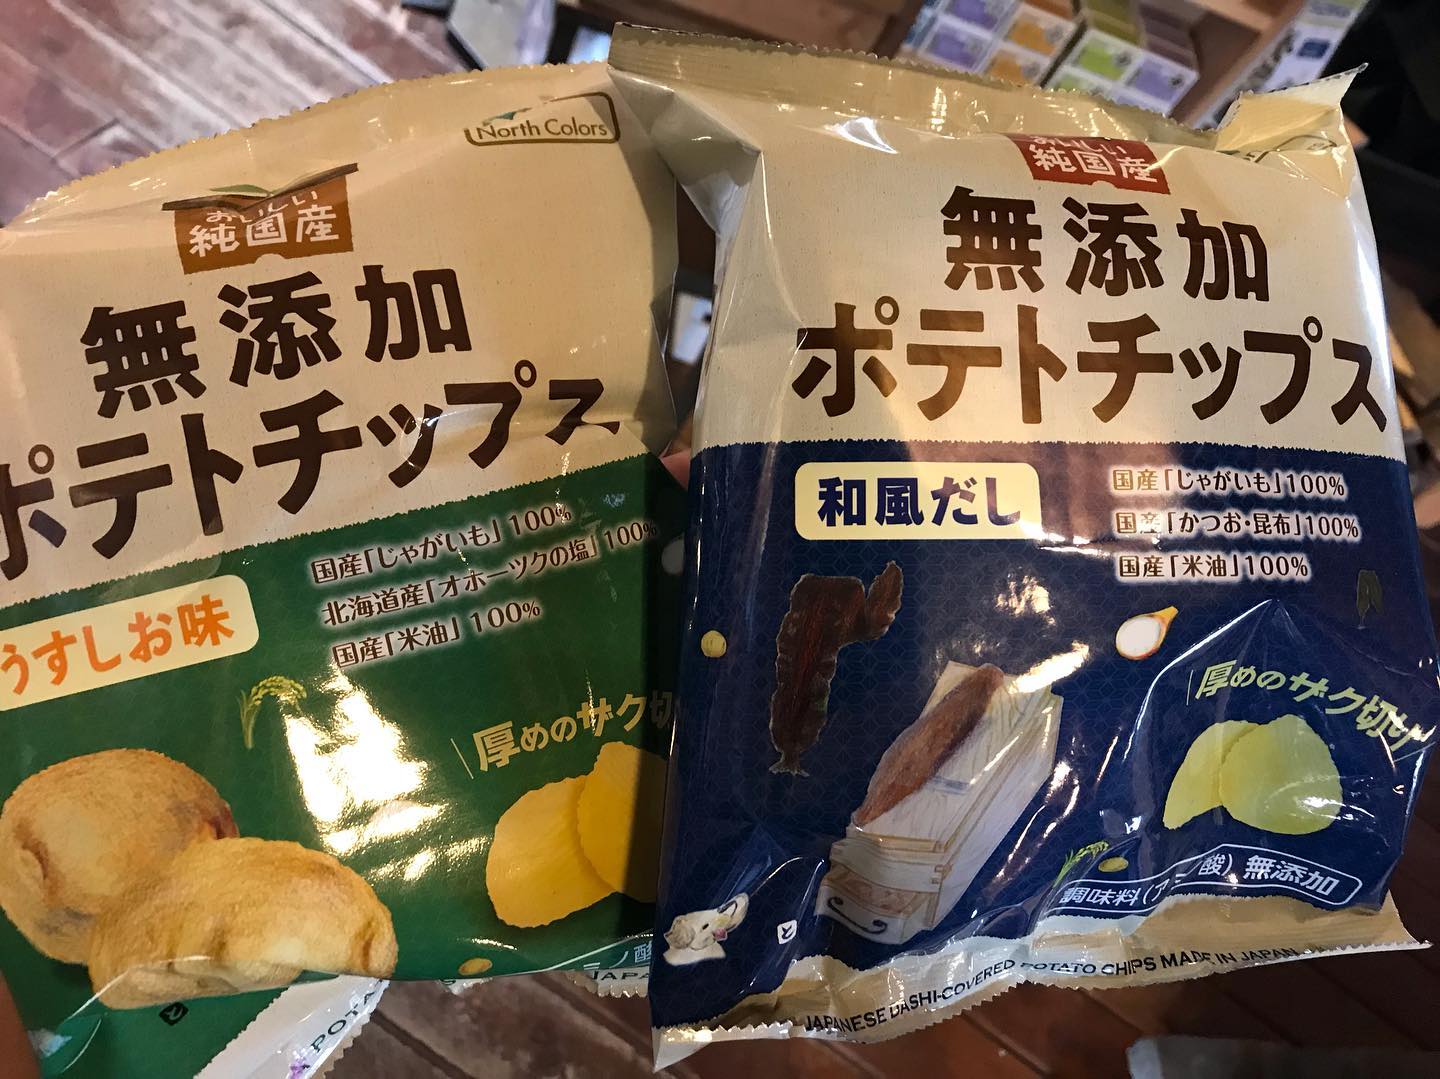 North Colors
おいしい
純国産
無添加
ポテトチップス
うすしお味
国産「じゃがいも」100%
北海道産「オホーツクの塩」100%
国産「米油」100%
厚めのザク切
おいしい
純国産
無添加
ポテトチップス
和風だし
国産「じゃがいも」100%
国産「かつお・昆布」100%
国産「米油」100%
厚めのザク切り
調味料(アミノ酸)無添加
JAPANESE DASHI-COVERED POTATO CHIPS MADE IN JAPAN